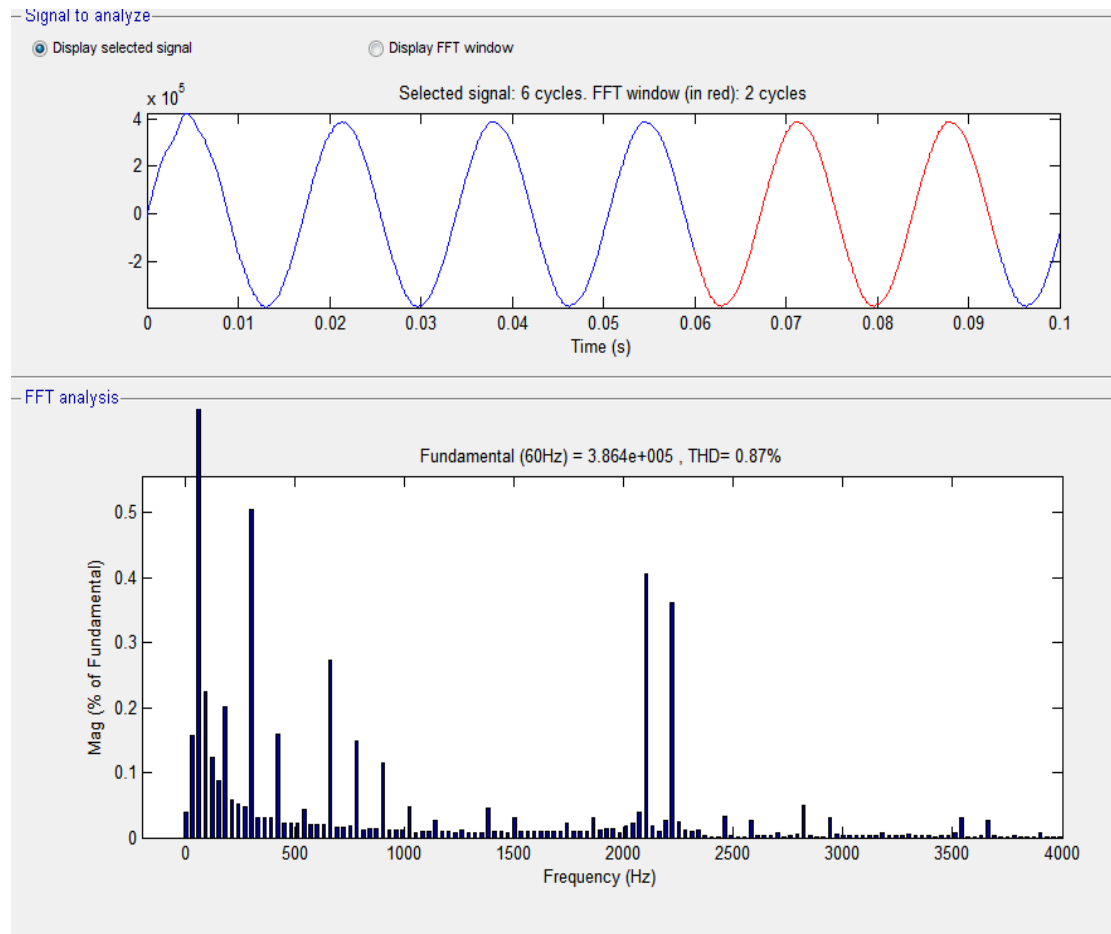 Signal to analyze
Display selected signal Display FFT window
x 10^5
Selected signal: 6 cycles. FFT window (in red): 2 cycles
4
2
0
-2
0 0.01 0.02 0.03 0.04 0.05 0.06 0.07 0.08 0.09 0.1
Time (s)
FFT analysis
Fundamental (60Hz) = 3.864e+005 , THD= 0.87%
0.5
0.4
0.3
0.2
0.1
0
Mag (% of Fundamental)
0 500 1000 1500 2000 2500 3000 3500 4000
Frequency (Hz)